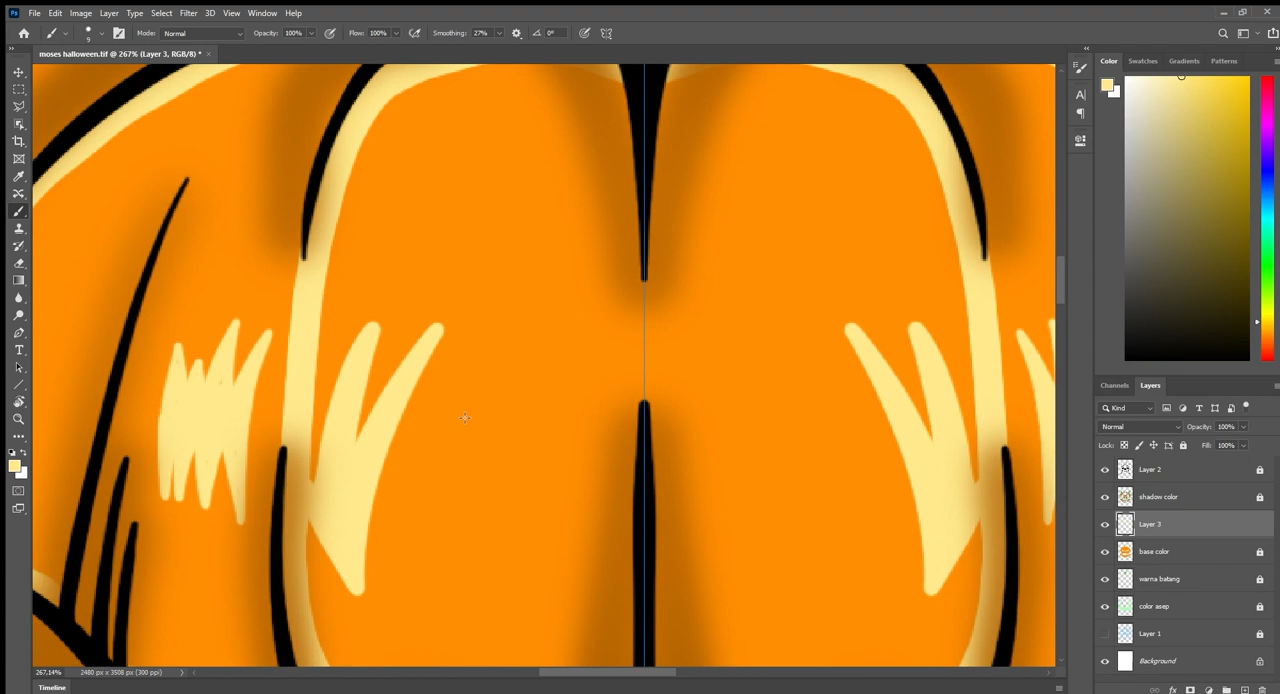 Ps File Edit Image Layer Type Select Filter 3D View Window Help
9 Mode: Normal Opacity: 100% Flow: 100% Smoothing: 27% 0°
moses halloween.tif @ 267% (Layer 3, RGB/8) * ×
Color Swatches Gradients Patterns
Channels Layers
Kind
Normal Opacity: 100%
Lock: Fill: 100%
Layer 2
shadow color
Layer 3
base color
warna batang
color asep
Layer 1
Background
fx
267,14% 2480 px x 3508 px (300 ppi)
Timeline